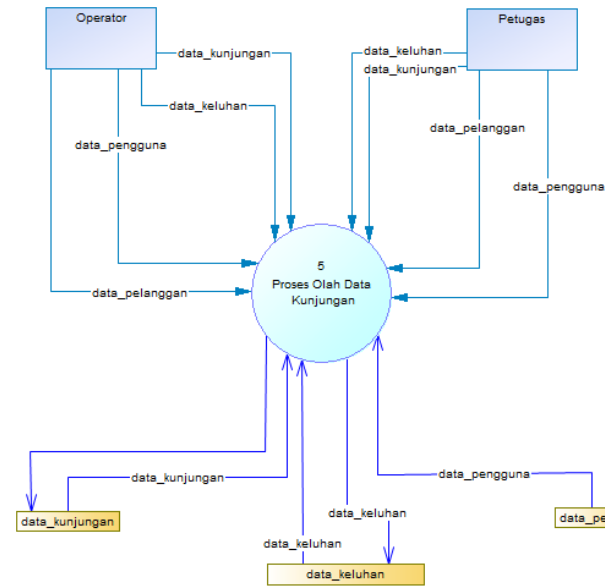 Operator
Petugas
data_kunjungan
data_keluhan
data_kunjungan
data_keluhan
data_pelanggan
data_pengguna
data_pengguna
5
Proses Olah Data
Kunjungan
data_pelanggan
data_kunjungan
data_pengguna
data_keluhan
data_kunjungan
data_pe
data_keluhan
data_keluhan